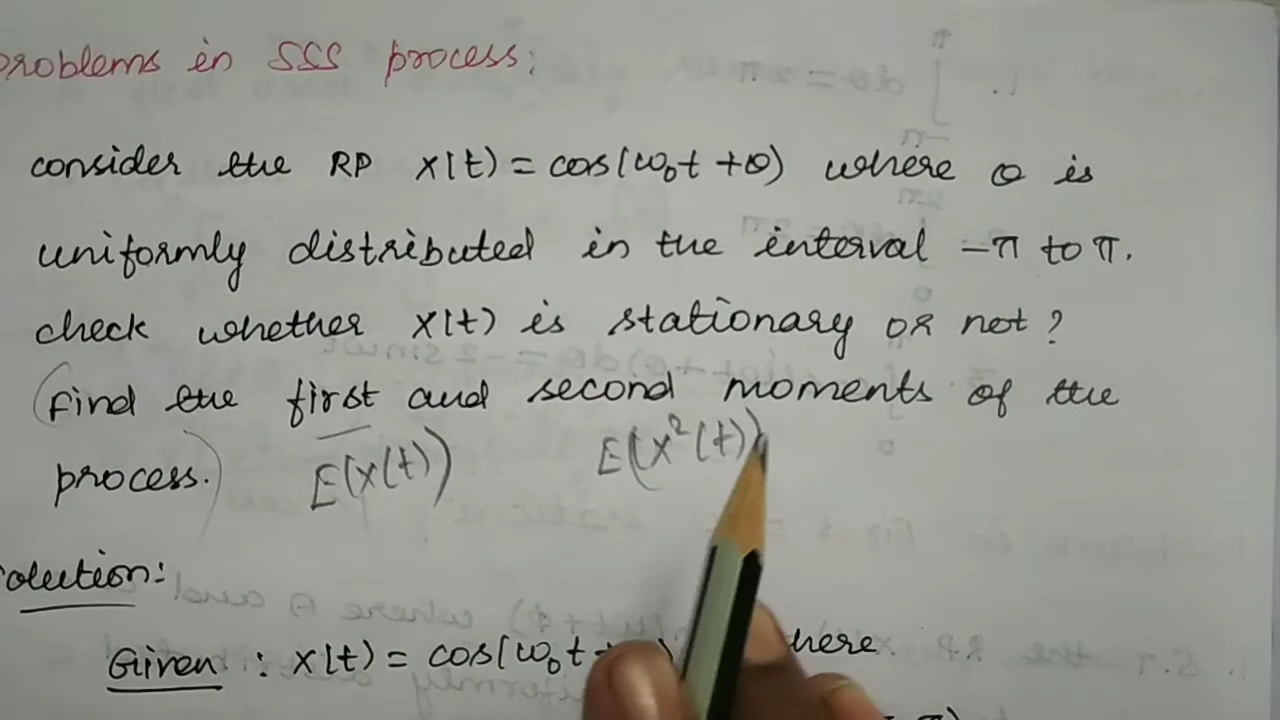 problems in SSS process:
consider the RP X(t) = cos(ω₀t + θ) where θ is
uniformly distributed in the interval -π to π.
check whether X(t) is stationary or not?
(Find the first and second moments of the
process.) E(X(t)) E(X²(t))
Solution:
Given : X(t) = cos(ω₀t + where
π)